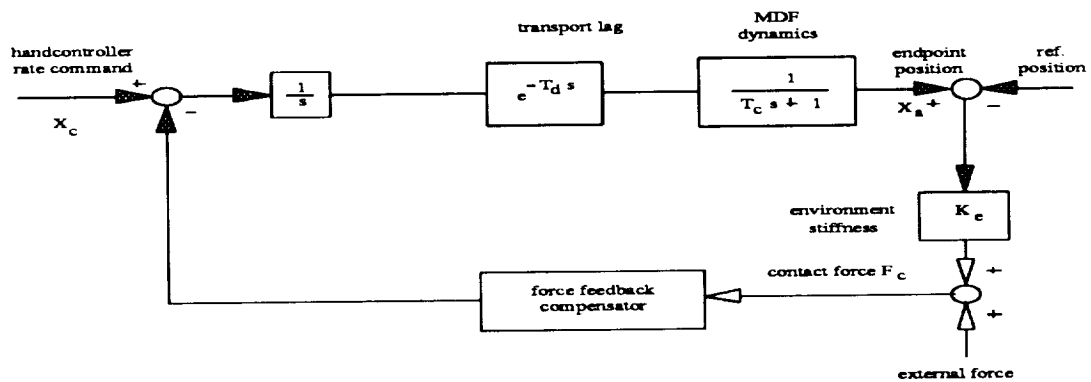 MDF
dynamics
transport lag
handcontroller
rate command
endpoint
position
ref.
position
+
1
s
e^{-T_d s}
1
T_c s + 1
X_c
-
X_a
+
-
environment
stiffness
K_e
contact force F_c
+
force feedback
compensator
+
external force